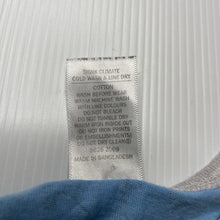 THINK CLIMATE
COLD WASH & LINE DRY
COTTON
WASH BEFORE WEAR
WARM MACHINE WASH
WITH LIKE COLOURS
DO NOT BLEACH
DO NOT TUMBLE DRY
WARM IRON INSIDE OUT
DO NOT IRON PRINTS
OR EMBELLISHMENTS
DO NOT DRY CLEAN
MADE IN BANGLADESH